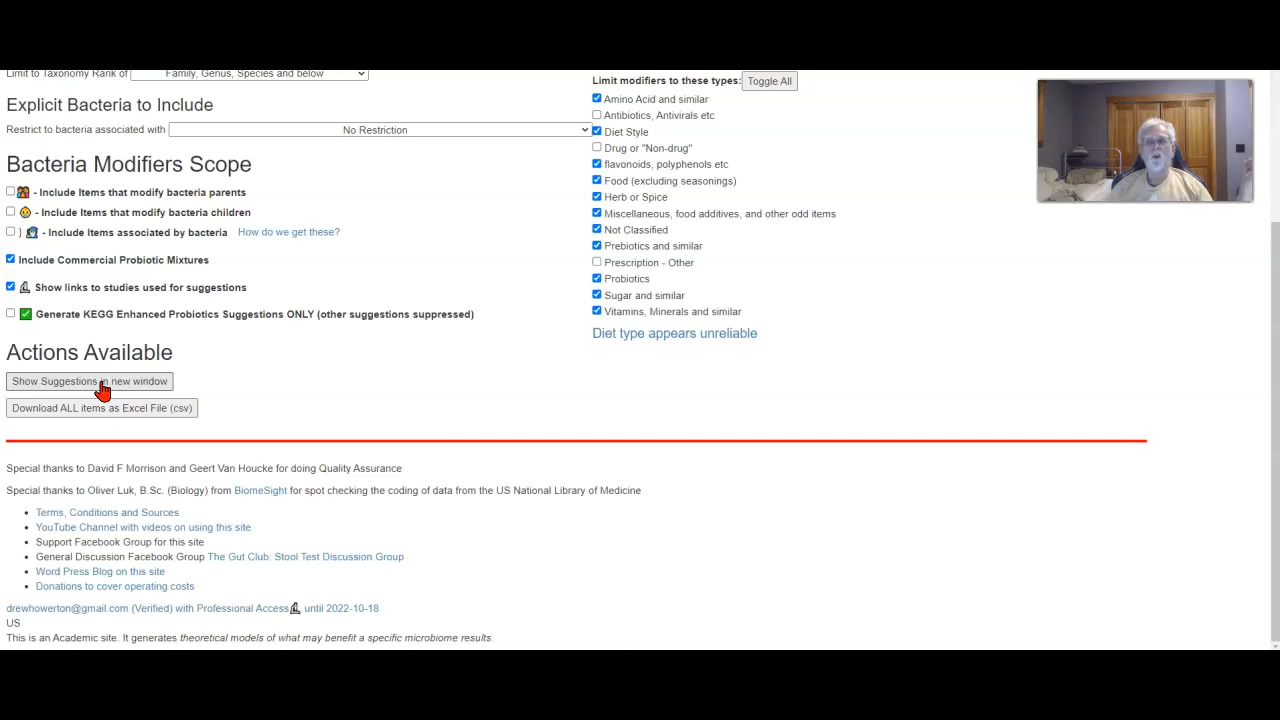 Limit to Taxonomy Rank of Family, Genus, Species and below
Explicit Bacteria to Include
Restrict to bacteria associated with No Restriction
Bacteria Modifiers Scope
- Include Items that modify bacteria parents
- Include Items that modify bacteria children
} - Include Items associated by bacteria How do we get these?
Include Commercial Probiotic Mixtures
Show links to studies used for suggestions
Generate KEGG Enhanced Probiotics Suggestions ONLY (other suggestions suppressed)
Limit modifiers to these types: Toggle All
Amino Acid and similar
Antibiotics, Antivirals etc
Diet Style
Drug or "Non-drug"
flavonoids, polyphenols etc
Food (excluding seasonings)
Herb or Spice
Miscellaneous, food additives, and other odd items
Not Classified
Prebiotics and similar
Prescription - Other
Probiotics
Sugar and similar
Vitamins, Minerals and similar
Diet type appears unreliable
Actions Available
Show Suggestions in new window
Download ALL items as Excel File (csv)
Special thanks to David F Morrison and Geert Van Houcke for doing Quality Assurance
Special thanks to Oliver Luk, B.Sc. (Biology) from BiomeSight for spot checking the coding of data from the US National Library of Medicine
Terms, Conditions and Sources
YouTube Channel with videos on using this site
Support Facebook Group for this site
General Discussion Facebook Group The Gut Club: Stool Test Discussion Group
Word Press Blog on this site
Donations to cover operating costs
drewhowerton@gmail.com (Verified) with Professional Access until 2022-10-18
US
This is an Academic site. It generates theoretical models of what may benefit a specific microbiome results.